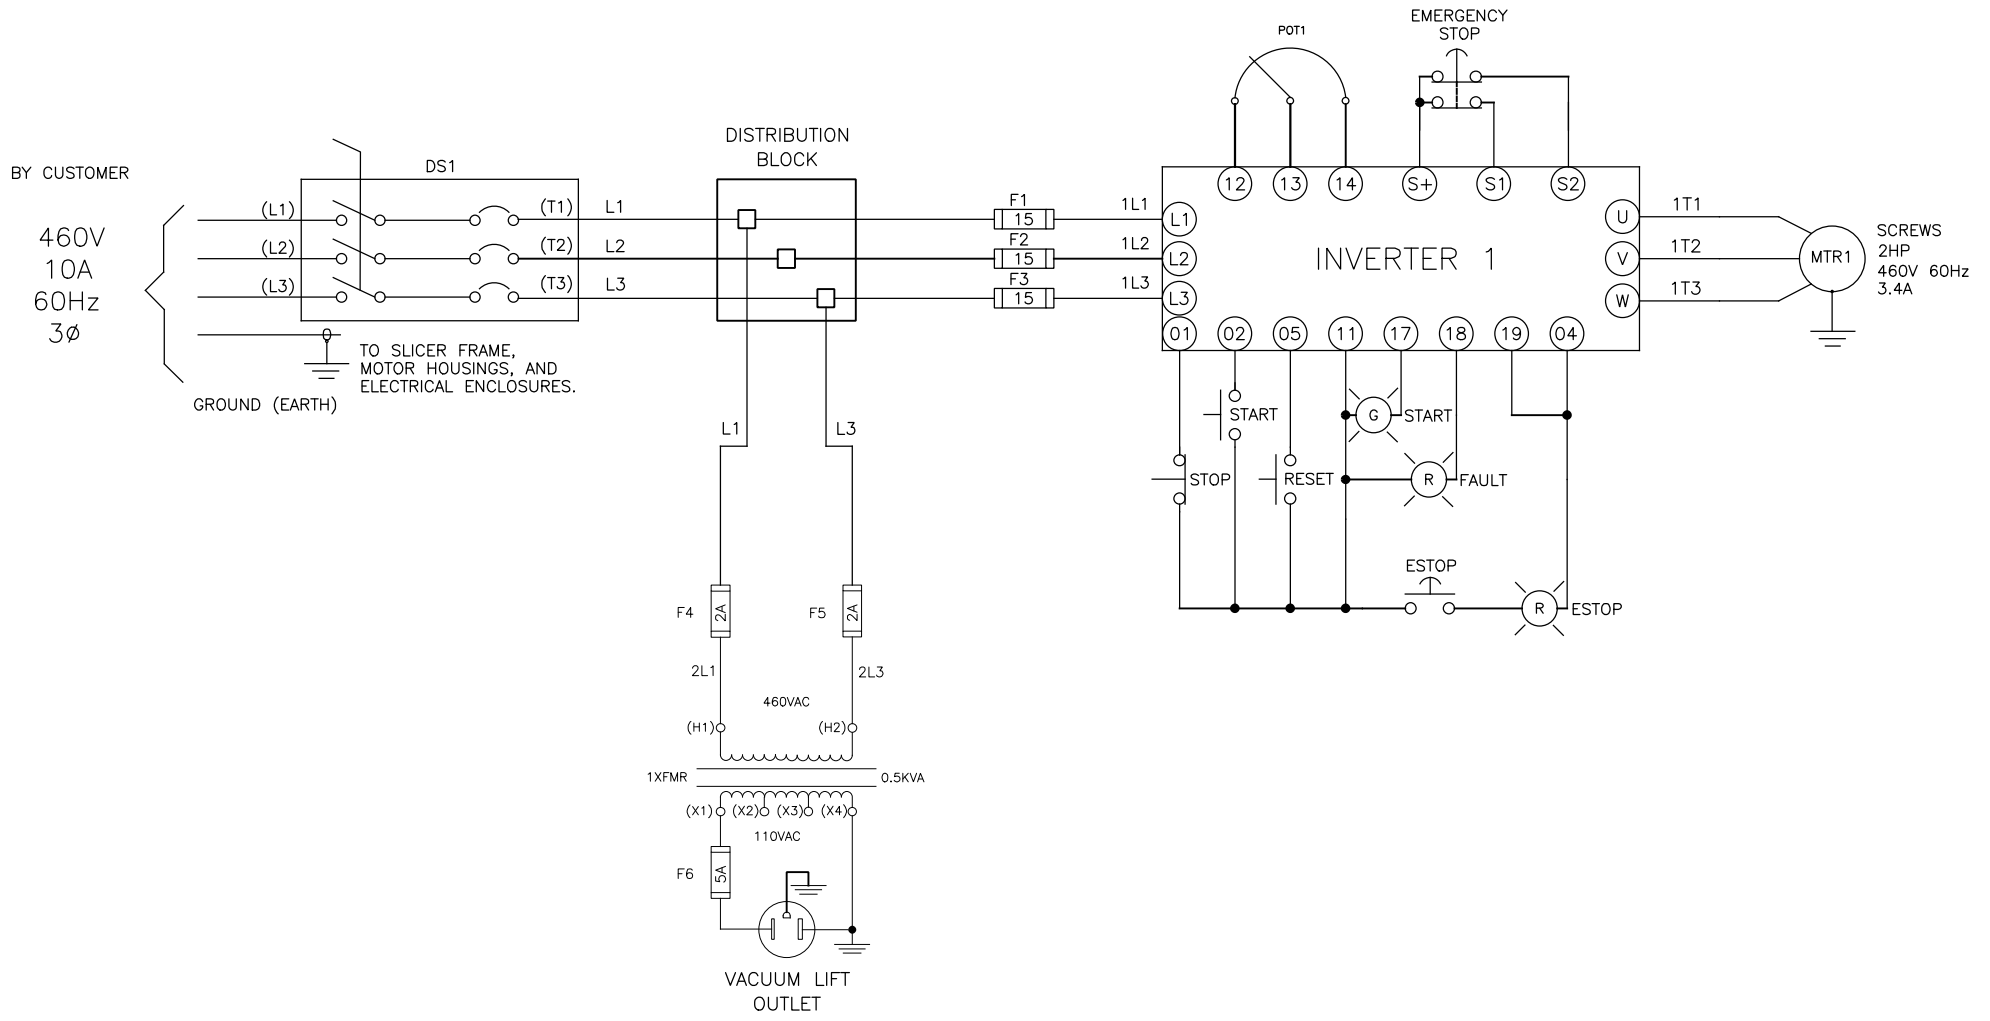 EMERGENCY
STOP
POT1
DISTRIBUTION
BLOCK
BY CUSTOMER
DS1
460V
10A
60Hz
3Ø
(L1)
(L2)
(L3)
(T1)
(T2)
(T3)
L1
L2
L3
F1
15
F2
15
F3
15
1L1
1L2
1L3
12
13
14
S+
S1
S2
L1
L2
L3
INVERTER 1
U
V
W
1T1
1T2
1T3
MTR1
SCREWS
2HP
460V 60Hz
3.4A
01
02
05
11
17
18
19
04
TO SLICER FRAME,
MOTOR HOUSINGS, AND
ELECTRICAL ENCLOSURES.
GROUND (EARTH)
L1
L3
START
G
START
STOP
RESET
R
FAULT
ESTOP
R
ESTOP
F4
2A
F5
2A
2L1
2L3
460VAC
(H1)
(H2)
1XFMR
0.5KVA
(X1)
(X2)
(X3)
(X4)
110VAC
F6
5A
VACUUM LIFT
OUTLET